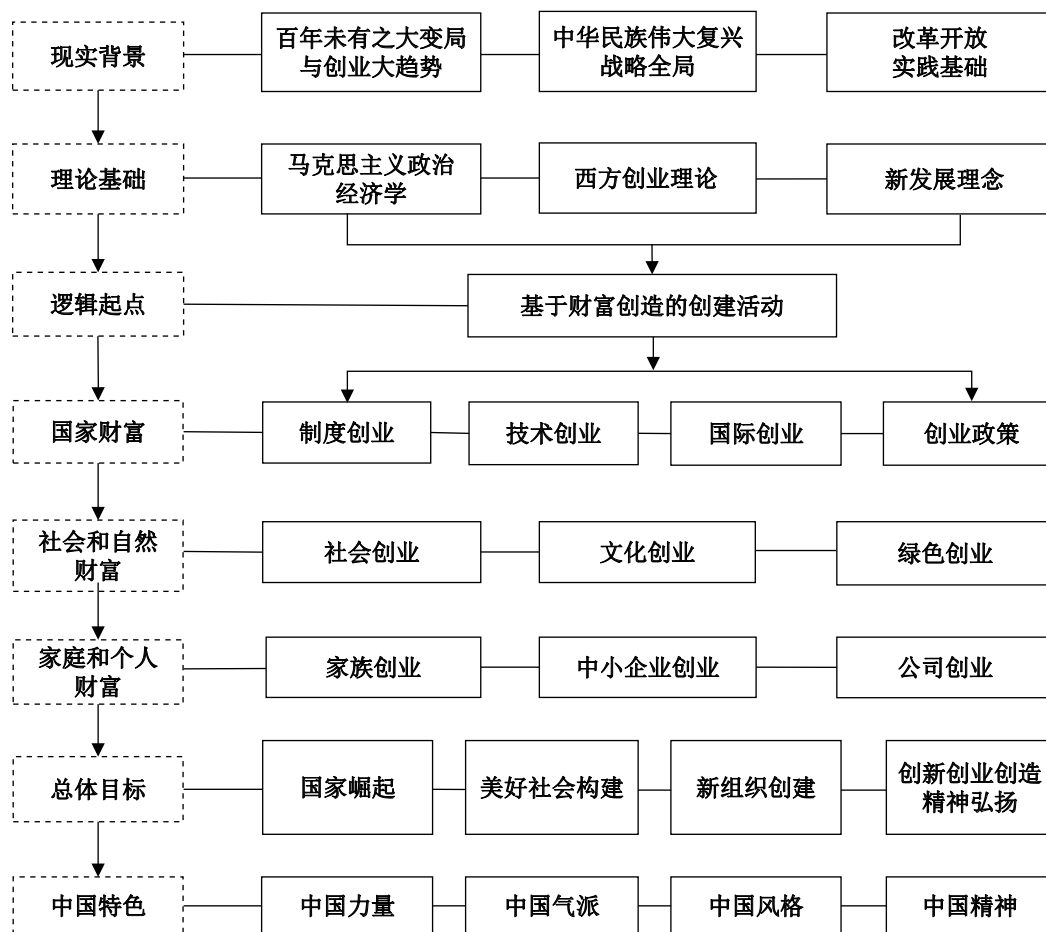 现实背景
百年未有之大变局
与创业大趋势
中华民族伟大复兴
战略全局
改革开放
实践基础
理论基础
马克思主义政治
经济学
西方创业理论
新发展理念
逻辑起点
基于财富创造的创建活动
国家财富
制度创业
技术创业
国际创业
创业政策
社会和自然
财富
社会创业
文化创业
绿色创业
家庭和个人
财富
家族创业
中小企业创业
公司创业
总体目标
国家崛起
美好社会构建
新组织创建
创新创业创造
精神弘扬
中国特色
中国力量
中国气派
中国风格
中国精神